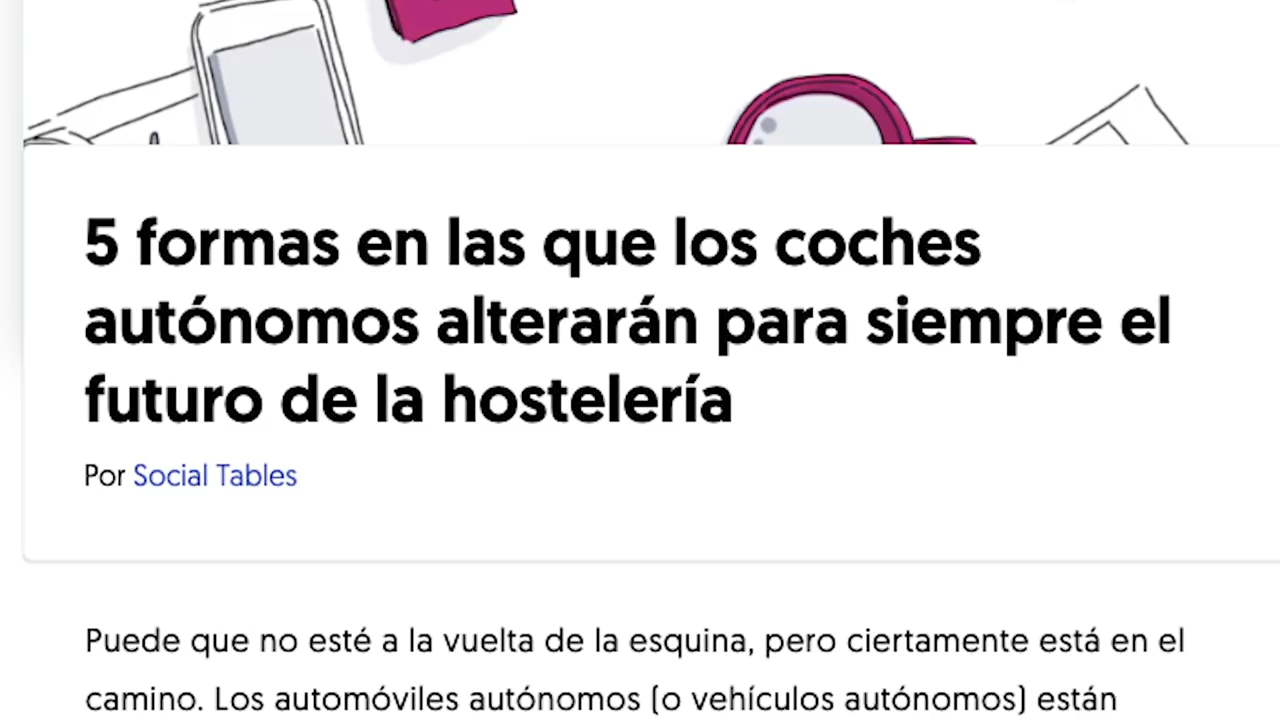 5 formas en las que los coches
autónomos alterarán para siempre el
futuro de la hostelería
Por Social Tables
Puede que no esté a la vuelta de la esquina, pero ciertamente está en el
camino. Los automóviles autónomos (o vehículos autónomos) están